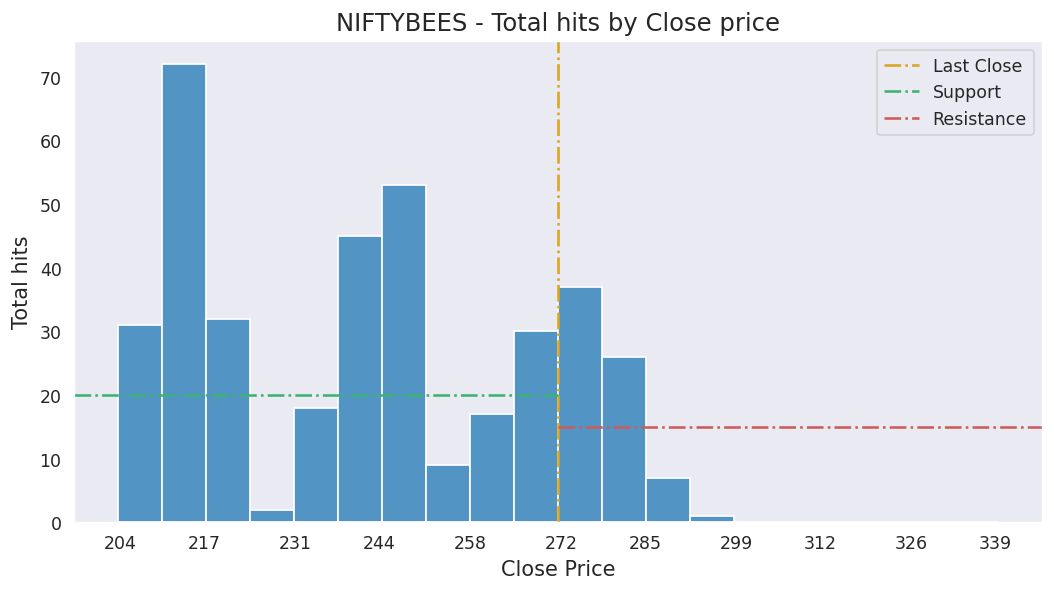 NIFTYBEES - Total hits by Close price
Last Close
Support
Resistance
Total hits
70
60
50
40
30
20
10
0
204 217 231 244 258 272 285 299 312 326 339
Close Price